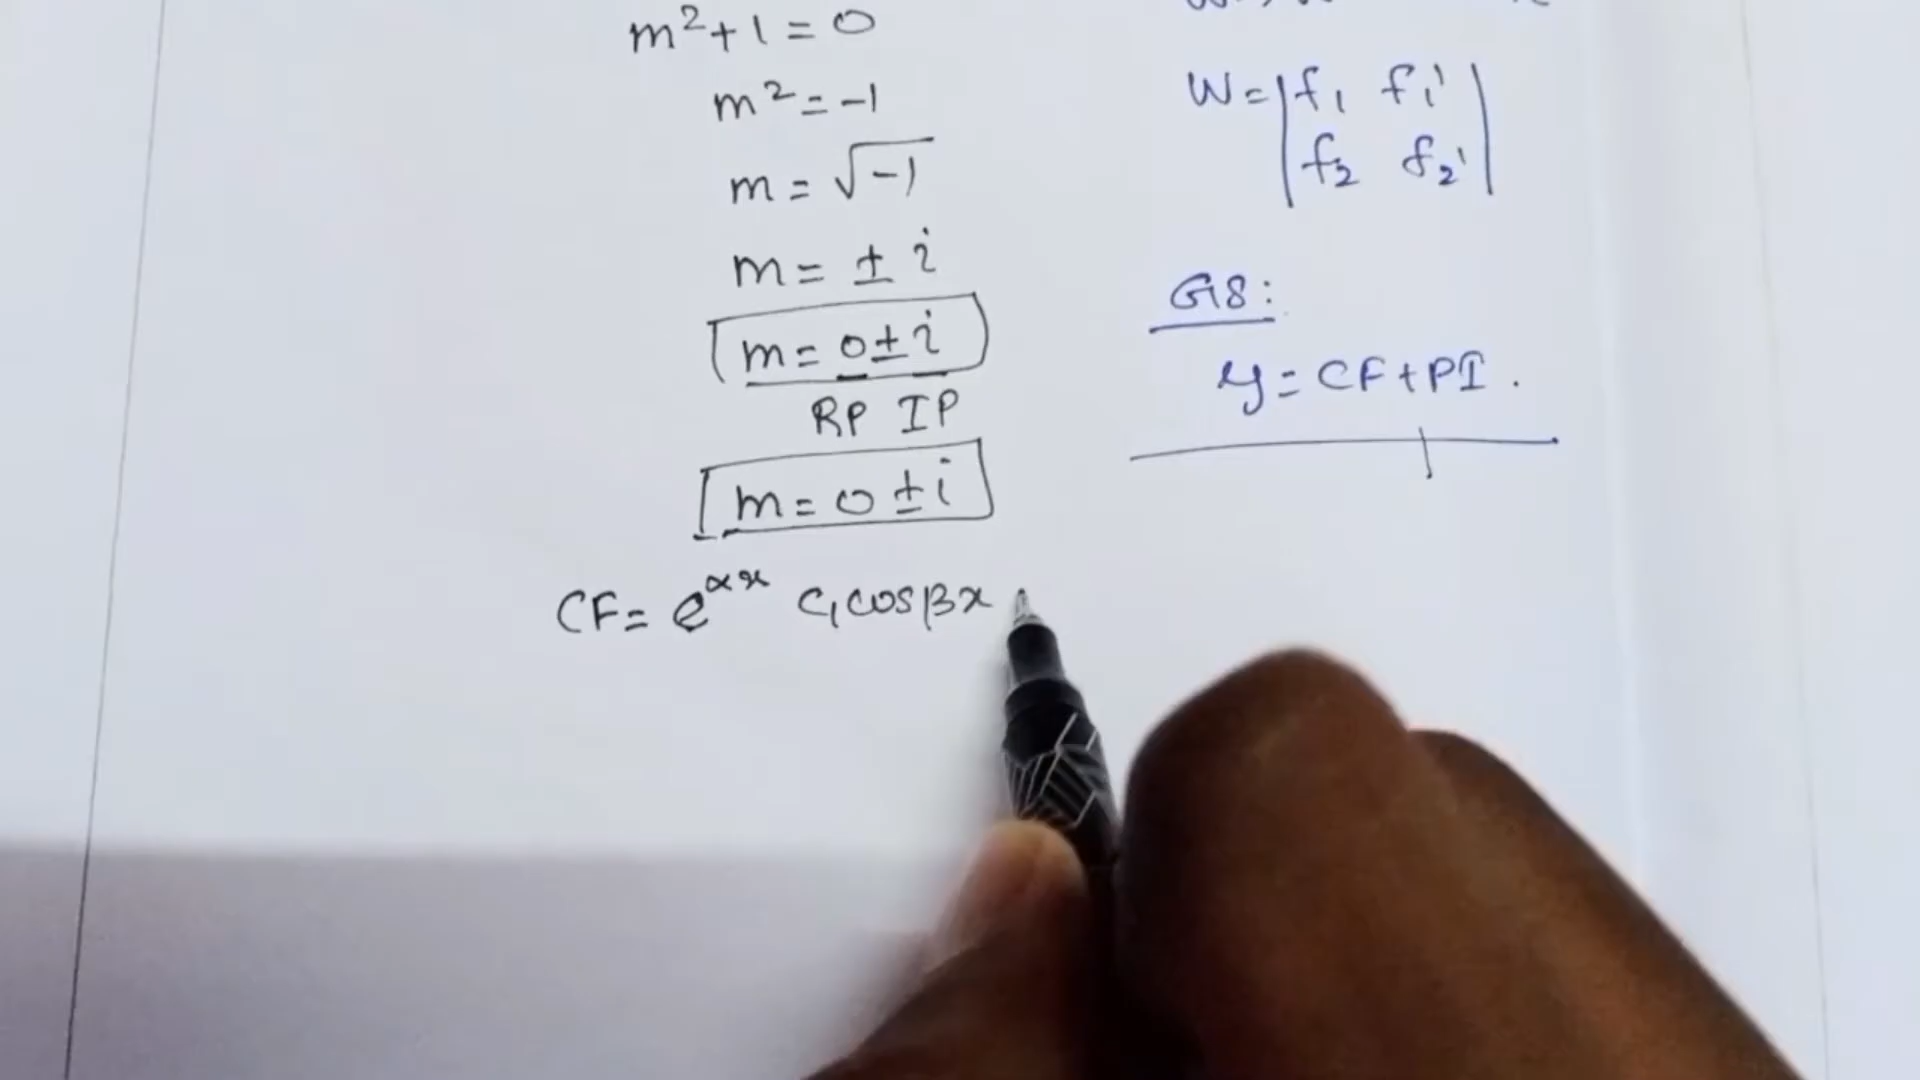 m²+1=0
m²=-1
m=√-1
m=± i
m=0±i
RP IP
m=0±i
CF= e^αx C₁cosβx
W=|f₁ f₁'|
|f₂ f₂'|
GS:
y=CF+PI.